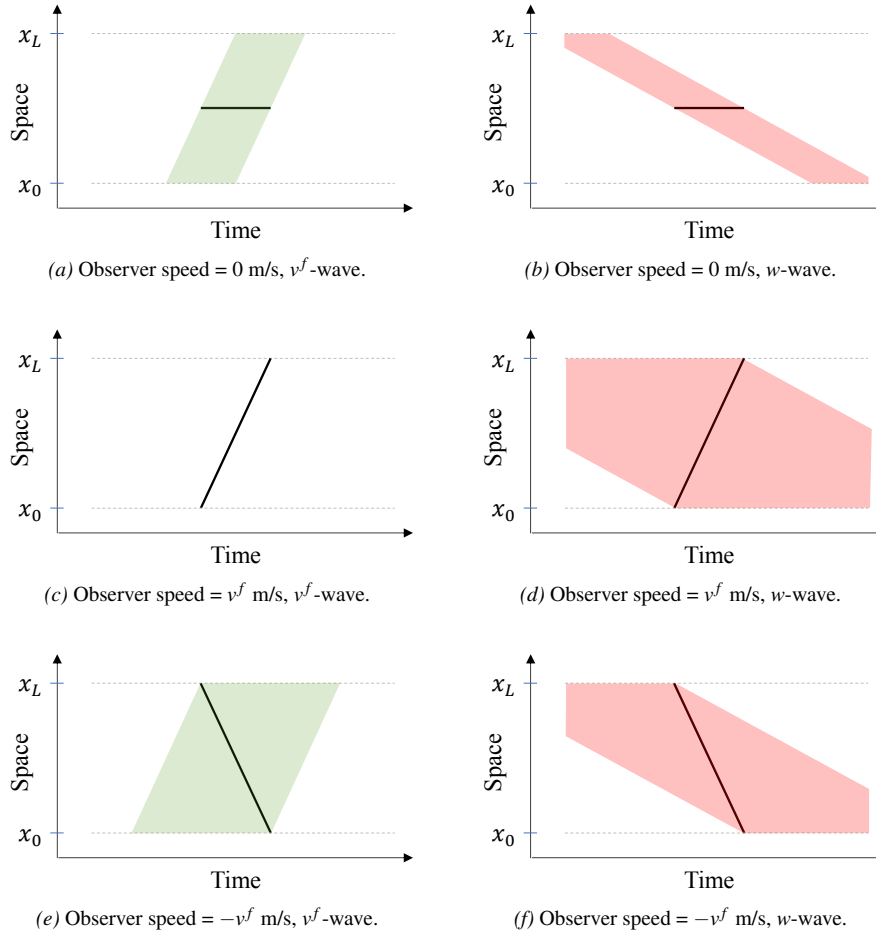 x_L
Space
x_0
Time
(a) Observer speed = 0 m/s, v^f-wave.
x_L
Space
x_0
Time
(b) Observer speed = 0 m/s, w-wave.
x_L
Space
x_0
Time
(c) Observer speed = v^f m/s, v^f-wave.
x_L
Space
x_0
Time
(d) Observer speed = v^f m/s, w-wave.
x_L
Space
x_0
Time
(e) Observer speed = −v^f m/s, v^f-wave.
x_L
Space
x_0
Time
(f) Observer speed = −v^f m/s, w-wave.